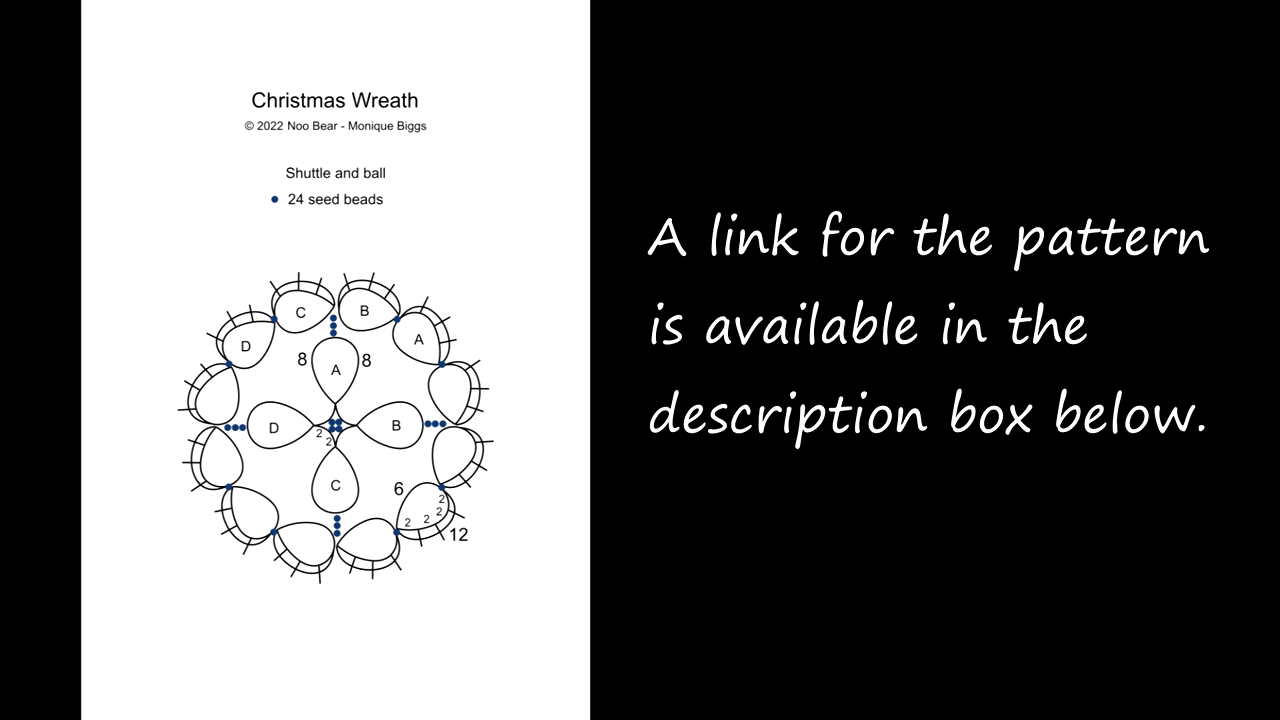 Christmas Wreath
© 2022 Noo Bear - Monique Biggs
Shuttle and ball
24 seed beads
C
B
D
A
8
A
8
D
B
2
2
C
6
2
2
2
2
12
A link for the pattern
is available in the
description box below.